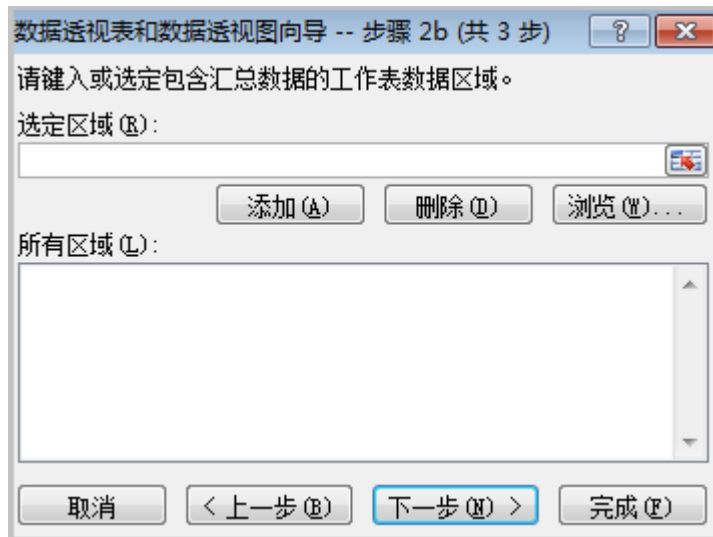 数据透视表和数据透视图向导 -- 步骤 2b (共 3 步)
请键入或选定包含汇总数据的工作表数据区域。
选定区域(R):
添加(A) 删除(D) 浏览(W)...
所有区域(L):
取消 < 上一步(B) 下一步(N) > 完成(F)